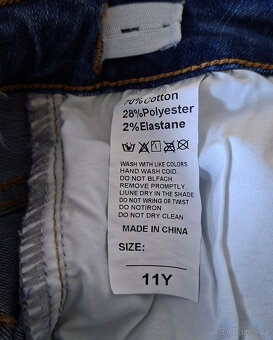 70%Cotton
28%Polyester
2%Elastane
WASH WITH LIKE COLORS
HAND WASH COID.
DO NOT BLFACH.
REMOVE PROMPTLY.
LIUNE DRY IN THE SHADE
DO NOT WRING OR TWIST
DO NOTIRON
DO NOT DRY CLEAN
MADE IN CHINA
SIZE:
11Y